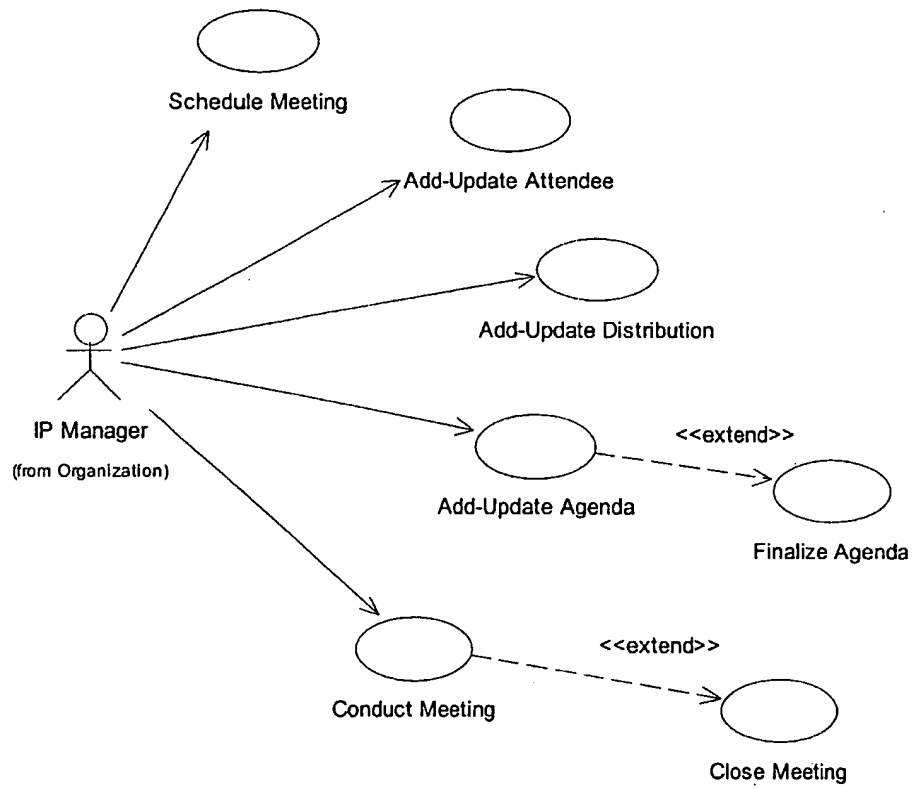 Schedule Meeting
Add-Update Attendee
Add-Update Distribution
IP Manager
(from Organization)
<<extend>>
Add-Update Agenda
Finalize Agenda
<<extend>>
Conduct Meeting
Close Meeting